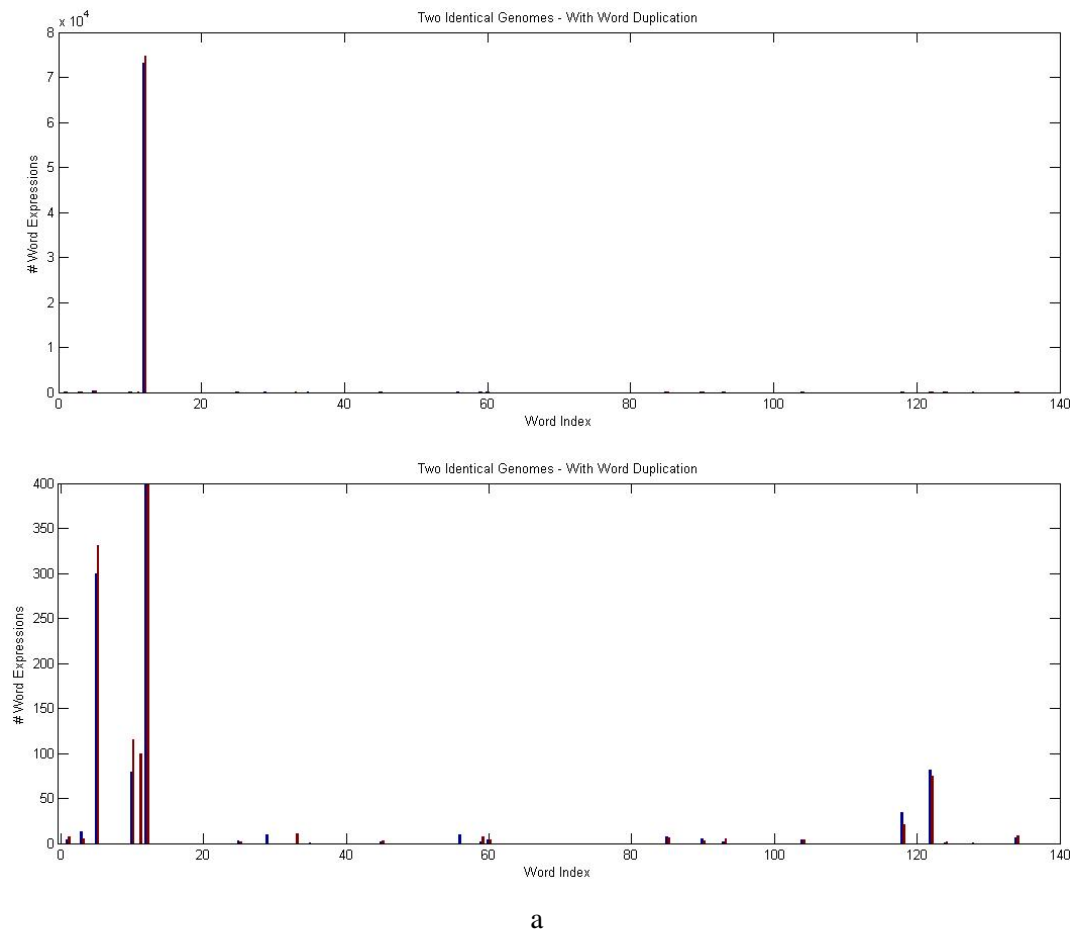 Two Identical Genomes - With Word Duplication
x 10^4
8
7
6
5
4
3
2
1
0
# Word Expressions
0 20 40 60 80 100 120 140
Word Index
Two Identical Genomes - With Word Duplication
400
350
300
250
200
150
100
50
0
# Word Expressions
0 20 40 60 80 100 120 140
Word Index
a